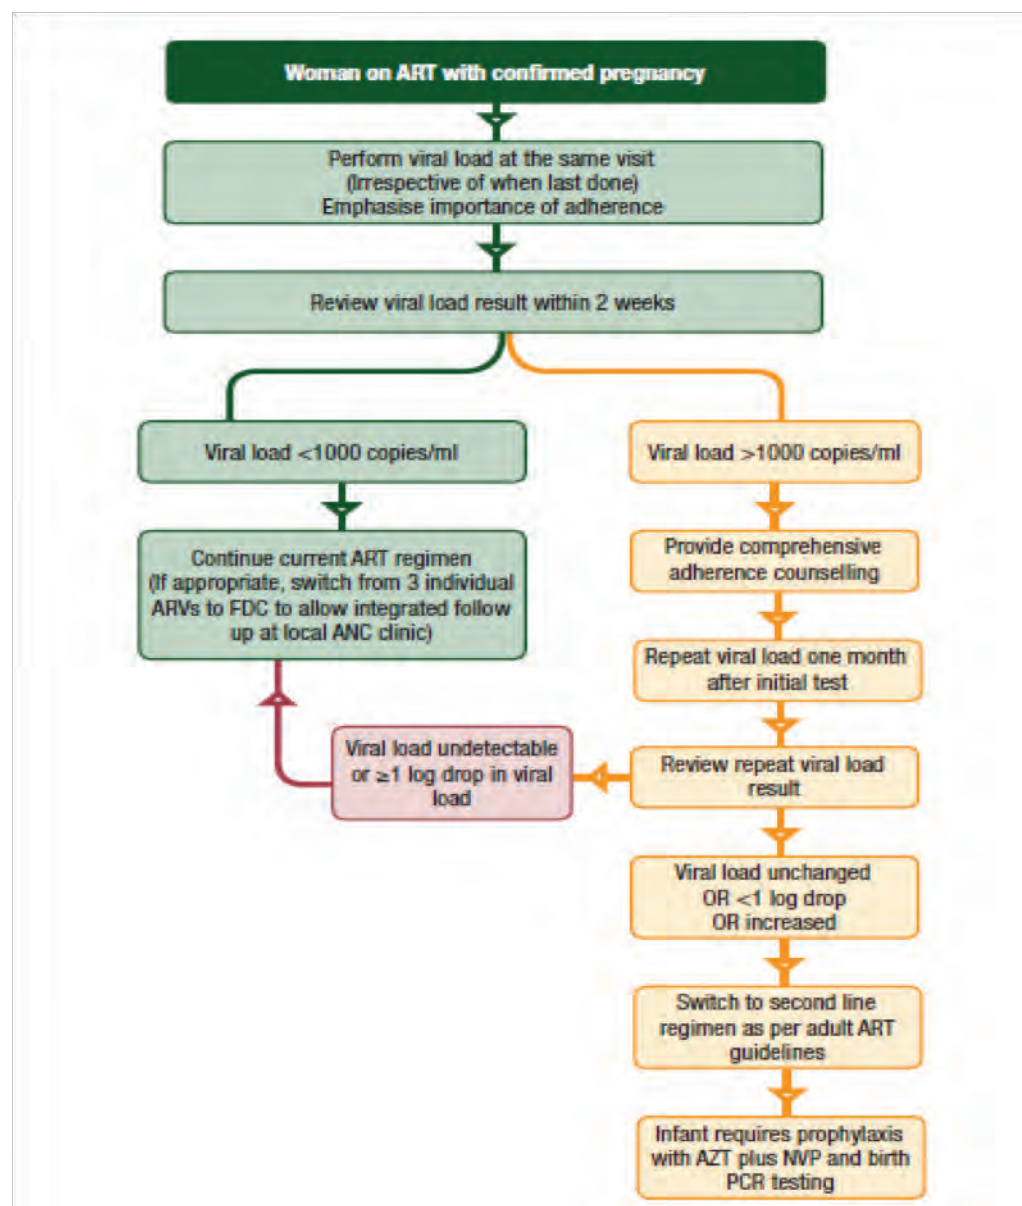 Woman on ART with confirmed pregnancy
Perform viral load at the same visit
(Irrespective of when last done)
Emphasise importance of adherence
Review viral load result within 2 weeks
Viral load <1000 copies/ml
Continue current ART regimen
(If appropriate, switch from 3 individual
ARVs to FDC to allow integrated follow
up at local ANC clinic)
Viral load undetectable
or ≥1 log drop in viral
load
Viral load >1000 copies/ml
Provide comprehensive
adherence counselling
Repeat viral load one month
after initial test
Review repeat viral load
result
Viral load unchanged
OR <1 log drop
OR increased
Switch to second line
regimen as per adult ART
guidelines
Infant requires prophylaxis
with AZT plus NVP and birth
PCR testing